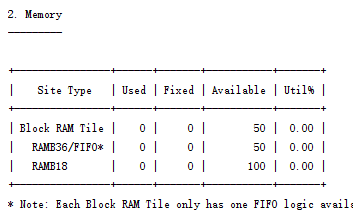 2. Memory
---------
+-------------------+------+-------+-----------+-------+
|     Site Type     | Used | Fixed | Available | Util% |
+-------------------+------+-------+-----------+-------+
| Block RAM Tile    |    0 |     0 |        50 |  0.00 |
|   RAMB36/FIFO*    |    0 |     0 |        50 |  0.00 |
|   RAMB18          |    0 |     0 |       100 |  0.00 |
+-------------------+------+-------+-----------+-------+
* Note: Each Block RAM Tile only has one FIFO logic